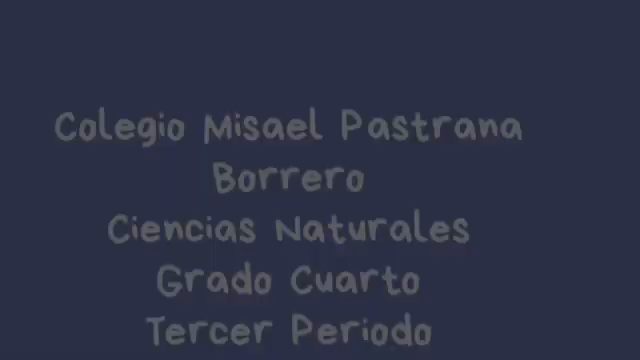 Colegio Misael Pastrana
Borrero
Ciencias Naturales
Grado Cuarto
Tercer Periodo